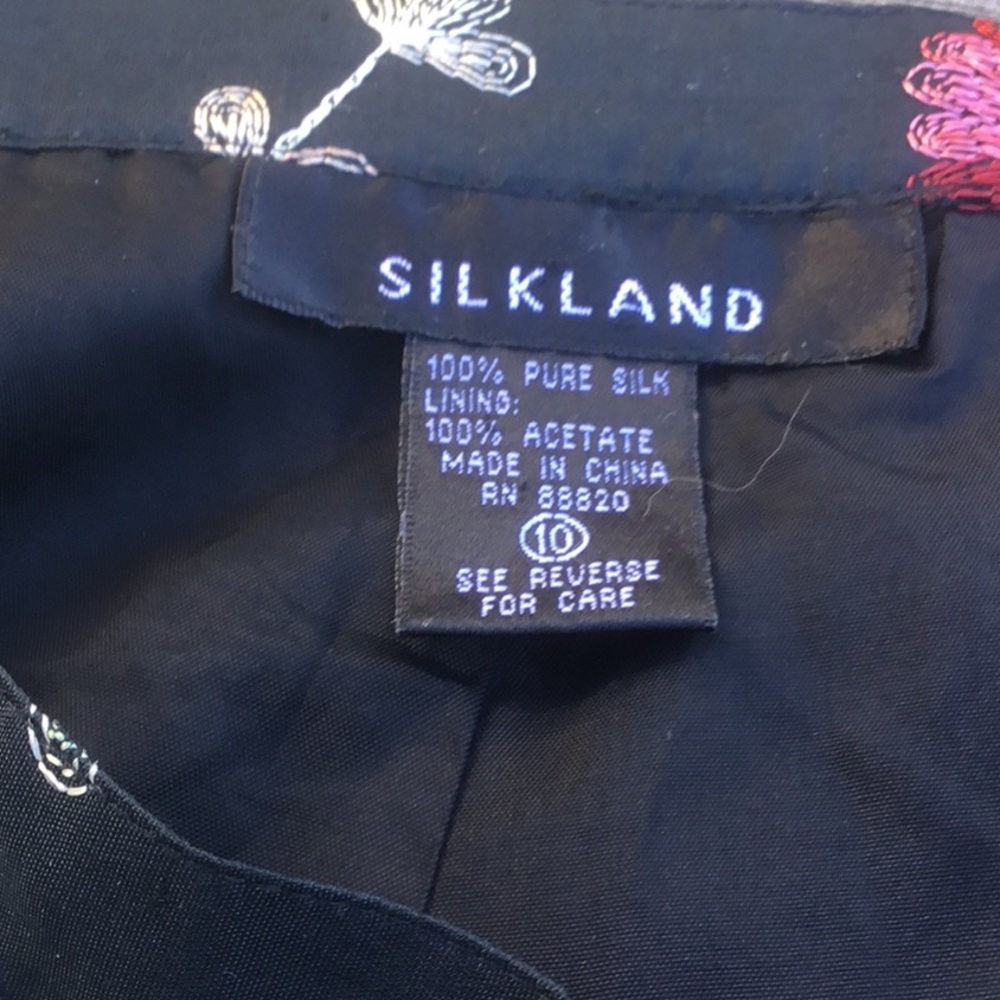 SILKLAND
100% PURE SILK
LINING:
100% ACETATE
MADE IN CHINA
RN 88820
10
SEE REVERSE
FOR CARE